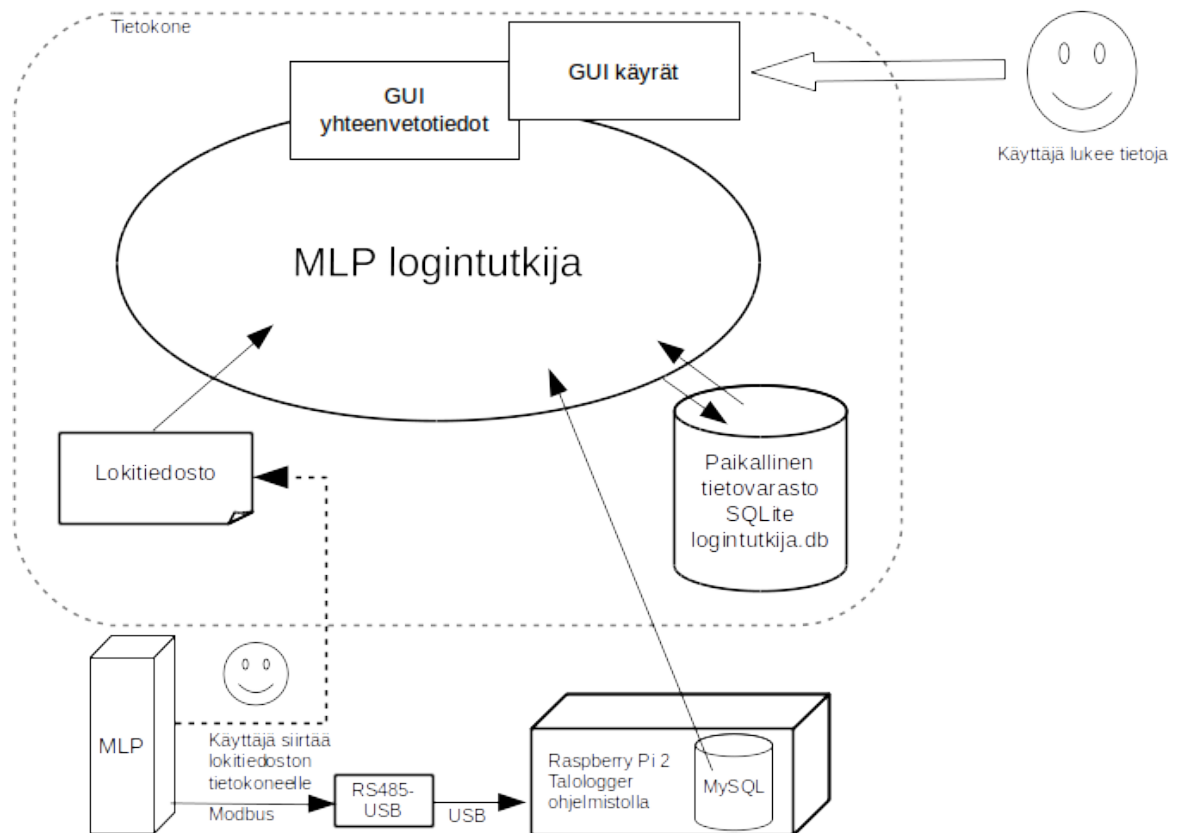 Tietokone
GUI käyrät
GUI
yhteenvetotiedot
Käyttäjä lukee tietoja
MLP logintutkija
Lokitiedosto
Paikallinen
tietovarasto
SQLite
logintutkija.db
MLP
Käyttäjä siirtää
lokitiedoston
tietokoneelle
Modbus
RS485-
USB
USB
Raspberry Pi 2
Talologger
ohjelmistolla
MySQL